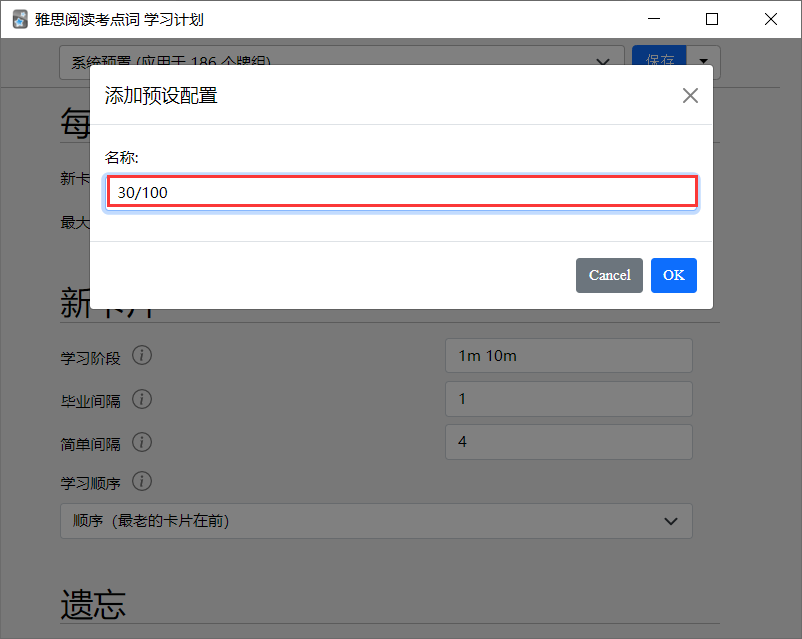 雅思阅读考点词 学习计划
系统预置 (应用于 186 个牌组)
保存
添加预设配置
每
名称:
新卡
30/100
最大
Cancel
OK
新卡片
学习阶段
1m 10m
毕业间隔
1
简单间隔
4
学习顺序
顺序（最老的卡片在前）
遗忘